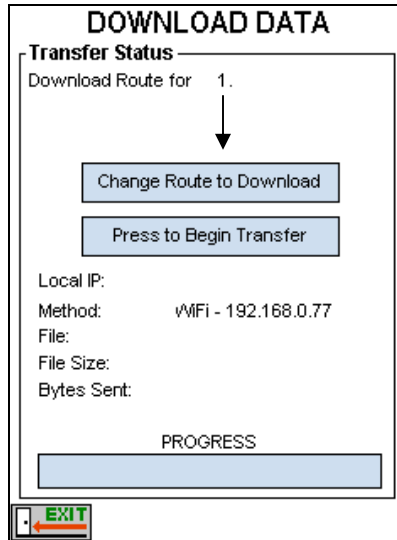 DOWNLOAD DATA
Transfer Status
Download Route for 1.
Change Route to Download
Press to Begin Transfer
Local IP:
Method: WiFi - 192.168.0.77
File:
File Size:
Bytes Sent:
PROGRESS
EXIT